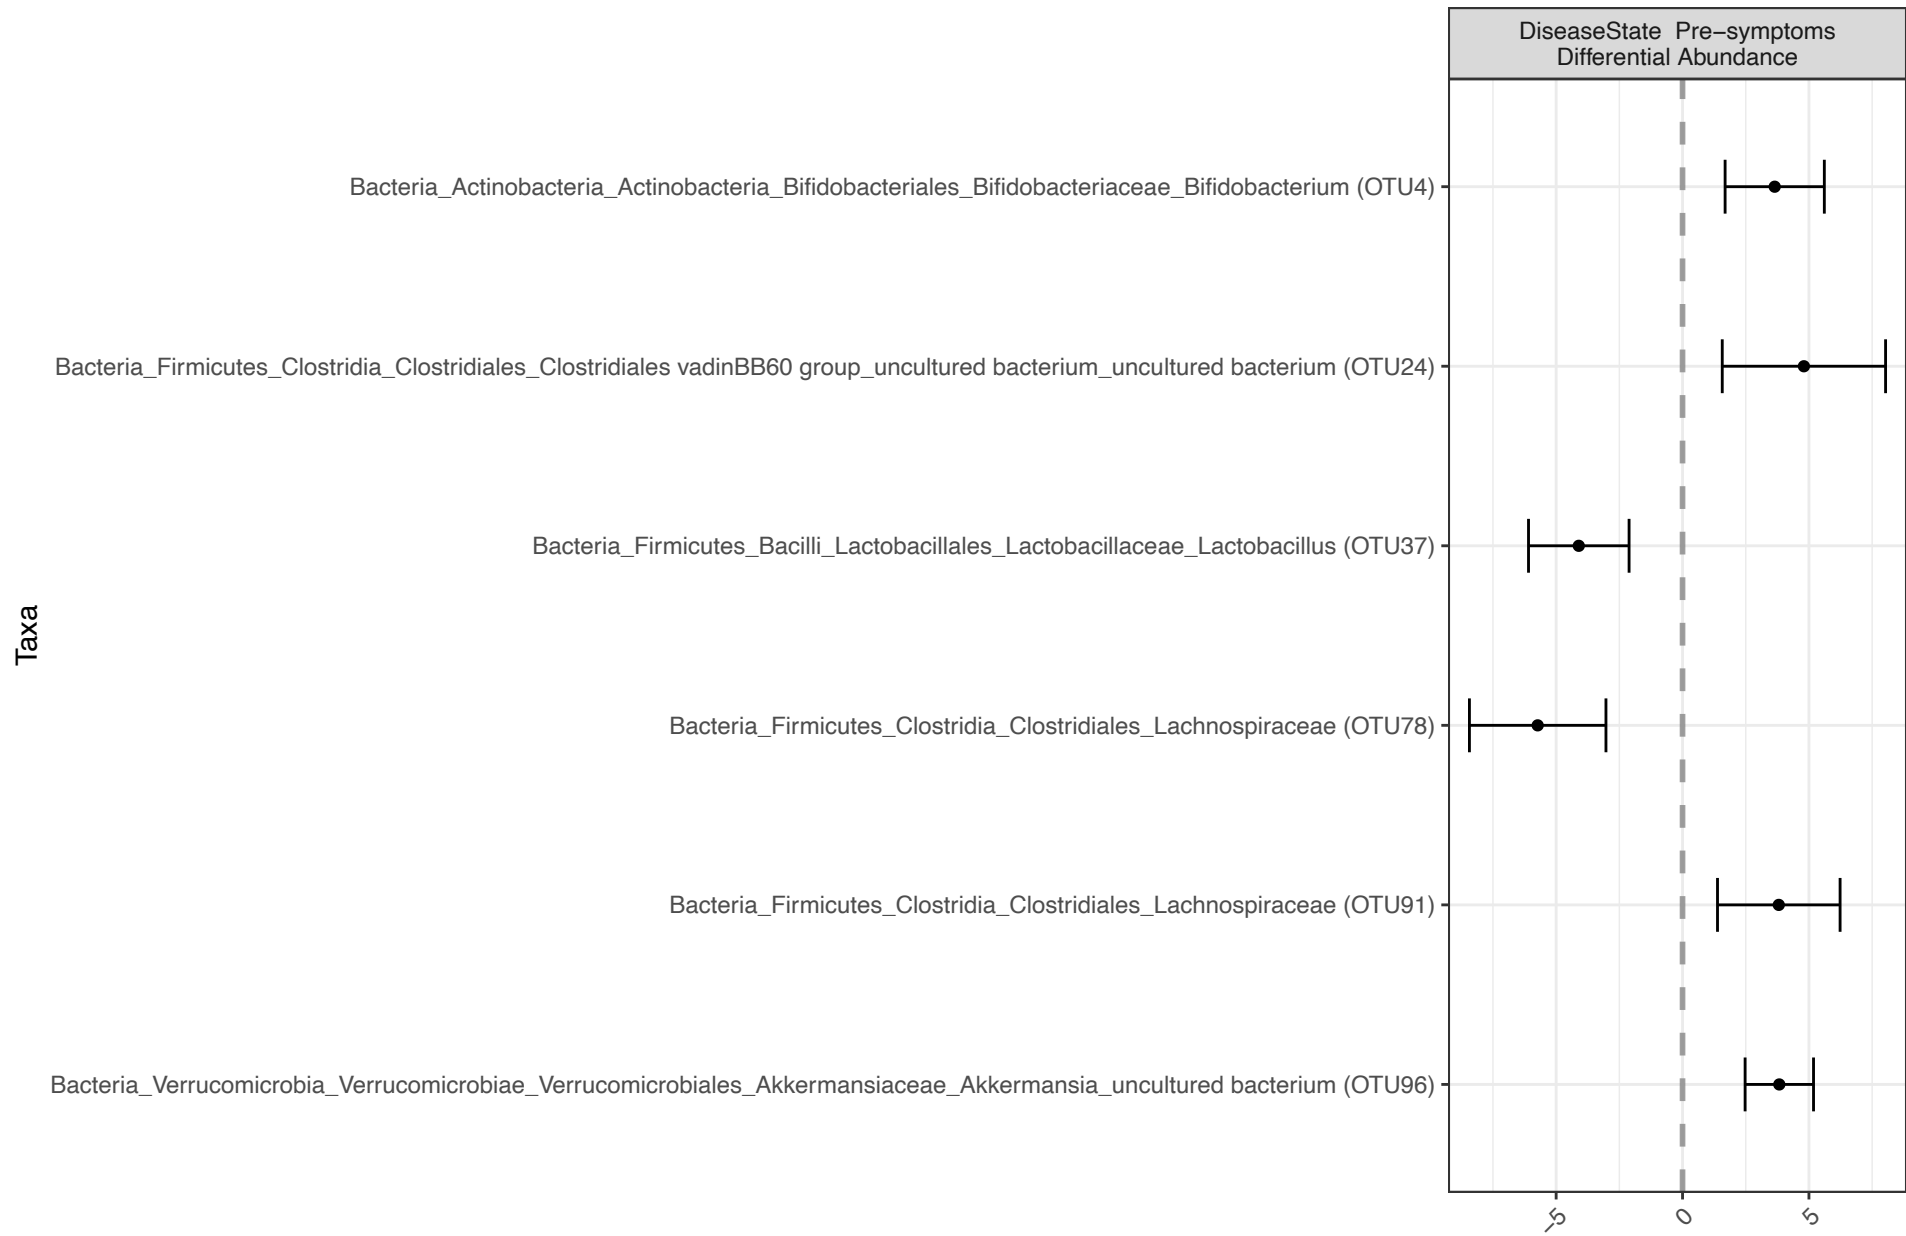 DiseaseState  Pre−symptoms
Differential Abundance
Bacteria_Actinobacteria_Actinobacteria_Bifidobacteriales_Bifidobacteriaceae_Bifidobacterium (OTU4)
Bacteria_Firmicutes_Clostridia_Clostridiales_Clostridiales vadinBB60 group_uncultured bacterium_uncultured bacterium (OTU24)
Bacteria_Firmicutes_Bacilli_Lactobacillales_Lactobacillaceae_Lactobacillus (OTU37)
Taxa
Bacteria_Firmicutes_Clostridia_Clostridiales_Lachnospiraceae (OTU78)
Bacteria_Firmicutes_Clostridia_Clostridiales_Lachnospiraceae (OTU91)
Bacteria_Verrucomicrobia_Verrucomicrobiae_Verrucomicrobiales_Akkermansiaceae_Akkermansia_uncultured bacterium (OTU96)
−5 0 5